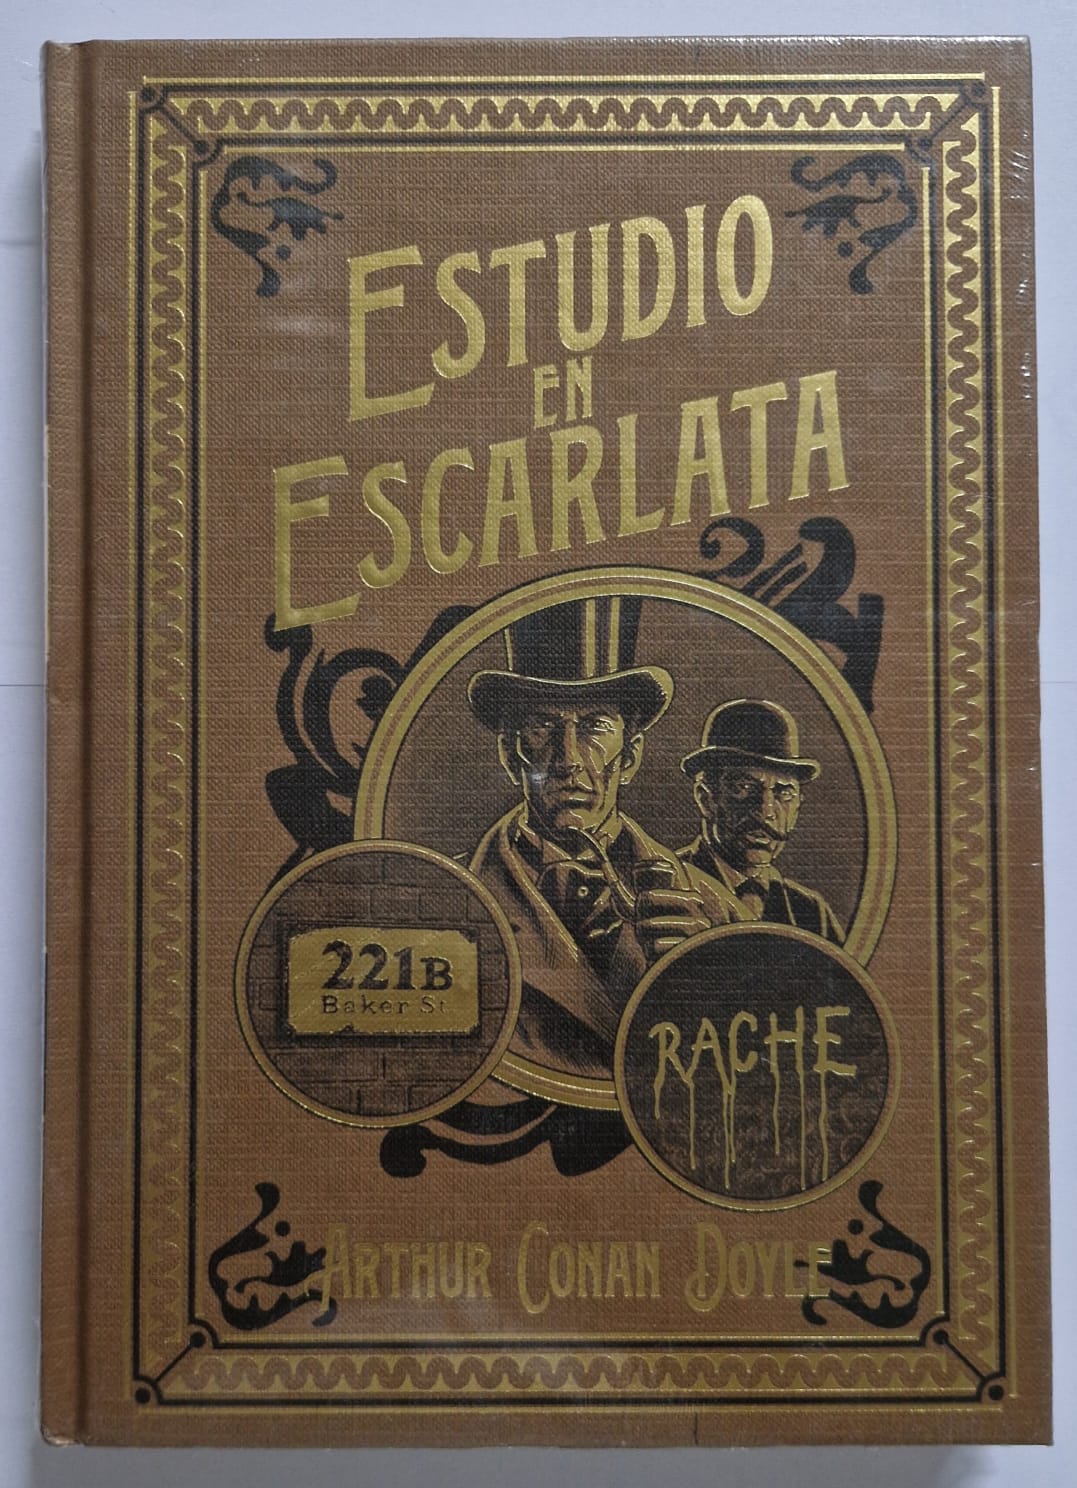 ESTUDIO
EN
ESCARLATA
221B
Baker St
RACHE
ARTHUR CONAN DOYLE